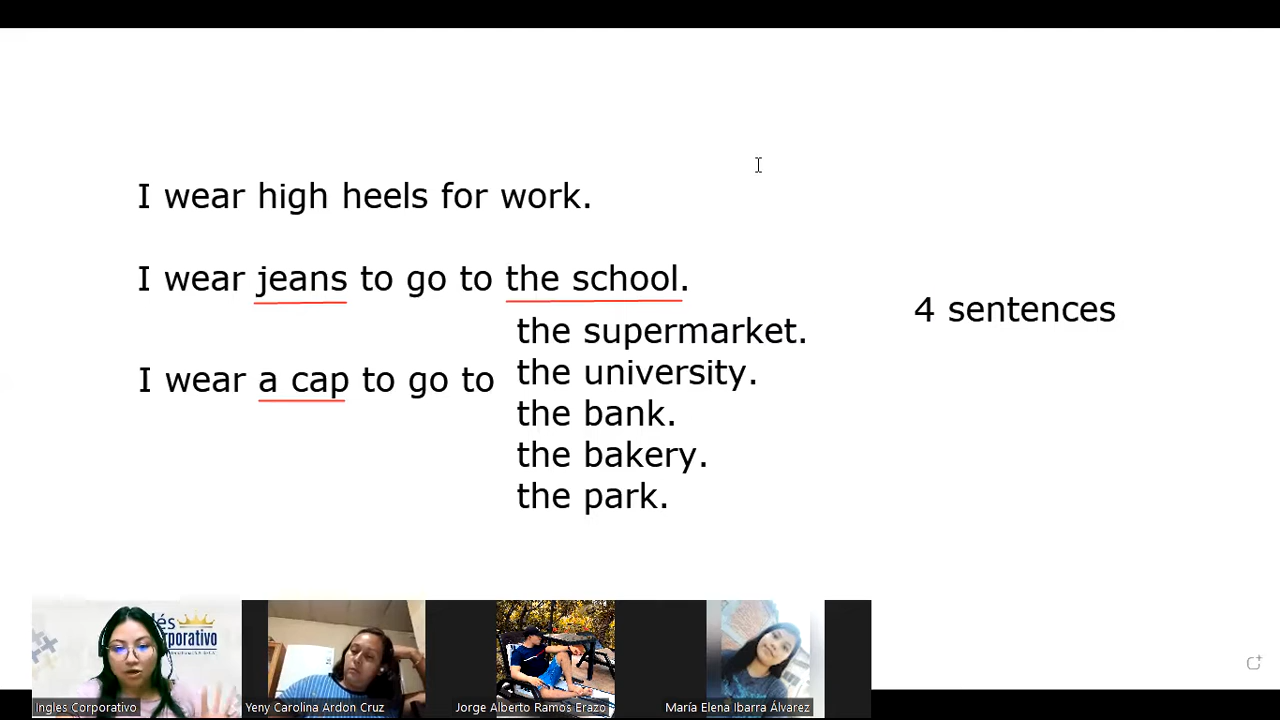 I wear high heels for work.
I wear jeans to go to the school.
4 sentences
the supermarket.
I wear a cap to go to
the university.
the bank.
the bakery.
the park.
Ingles Corporativo
Yeny Carolina Ardon Cruz
Jorge Alberto Ramos Erazo
María Elena Ibarra Álvarez